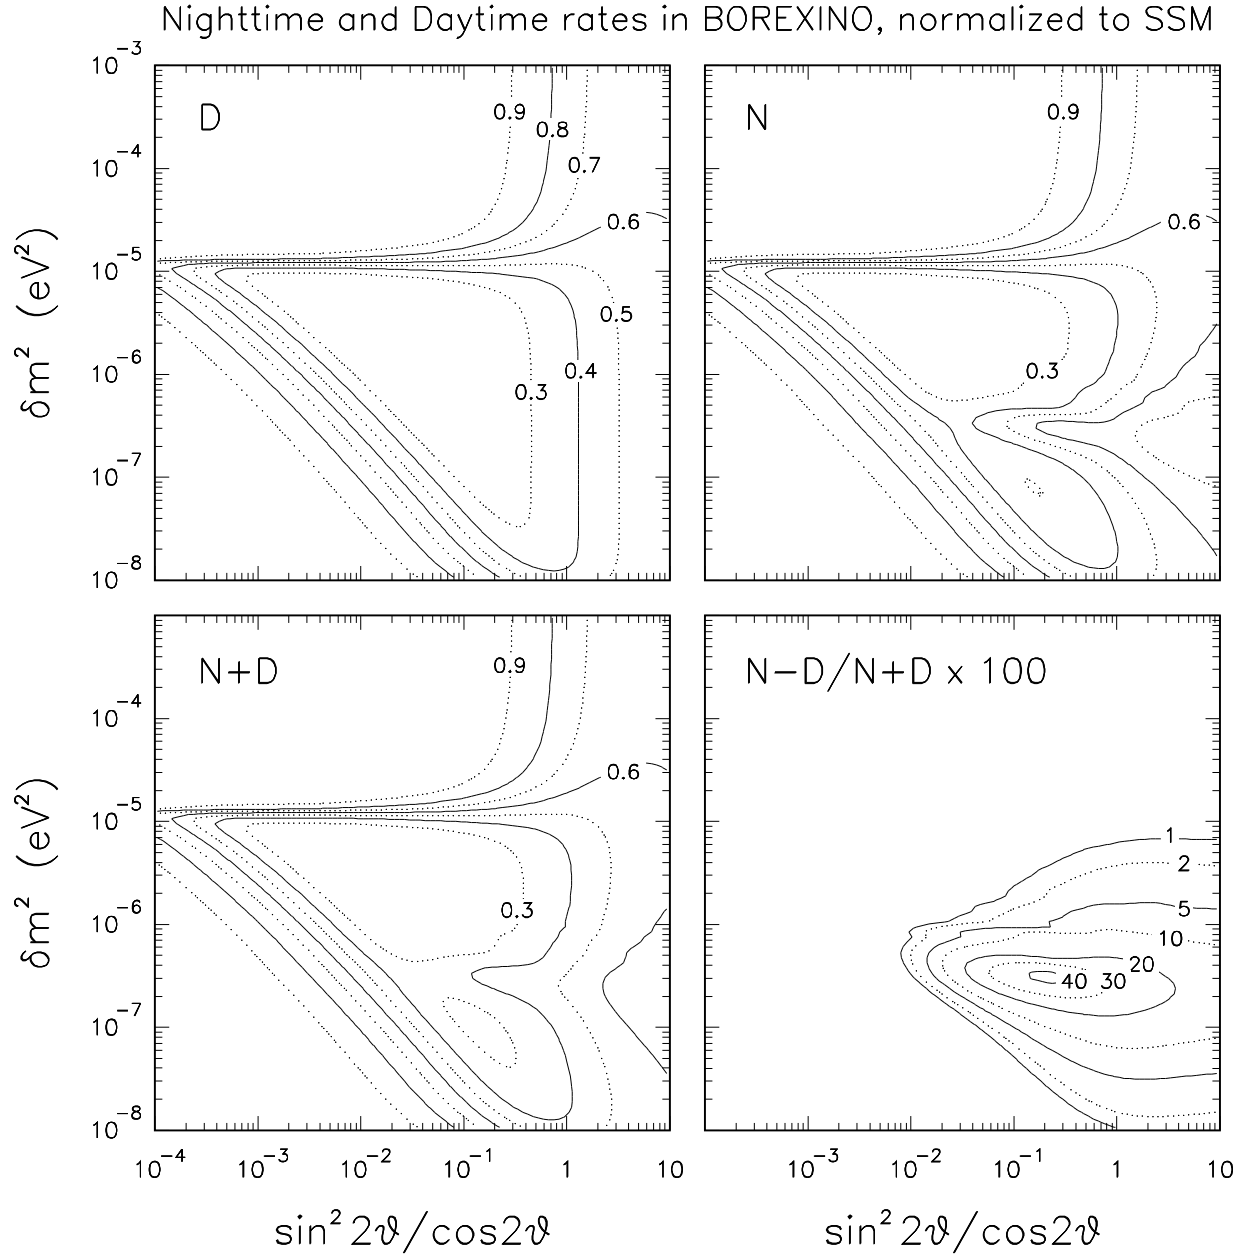 Nighttime and Daytime rates in BOREXINO, normalized to SSM
D
0.9
0.8
0.7
0.6
0.5
0.4
0.3
10⁻³
10⁻⁴
10⁻⁵
10⁻⁶
10⁻⁷
10⁻⁸
δm² (eV²)
N
0.9
0.6
0.3
N+D
0.9
0.6
0.3
10⁻⁴
10⁻⁵
10⁻⁶
10⁻⁷
10⁻⁸
δm² (eV²)
10⁻⁴ 10⁻³ 10⁻² 10⁻¹ 1 10
sin² 2ϑ/cos2ϑ
N−D/N+D x 100
1
2
5
10
20
40 30
10⁻³ 10⁻² 10⁻¹ 1 10
sin² 2ϑ/cos2ϑ